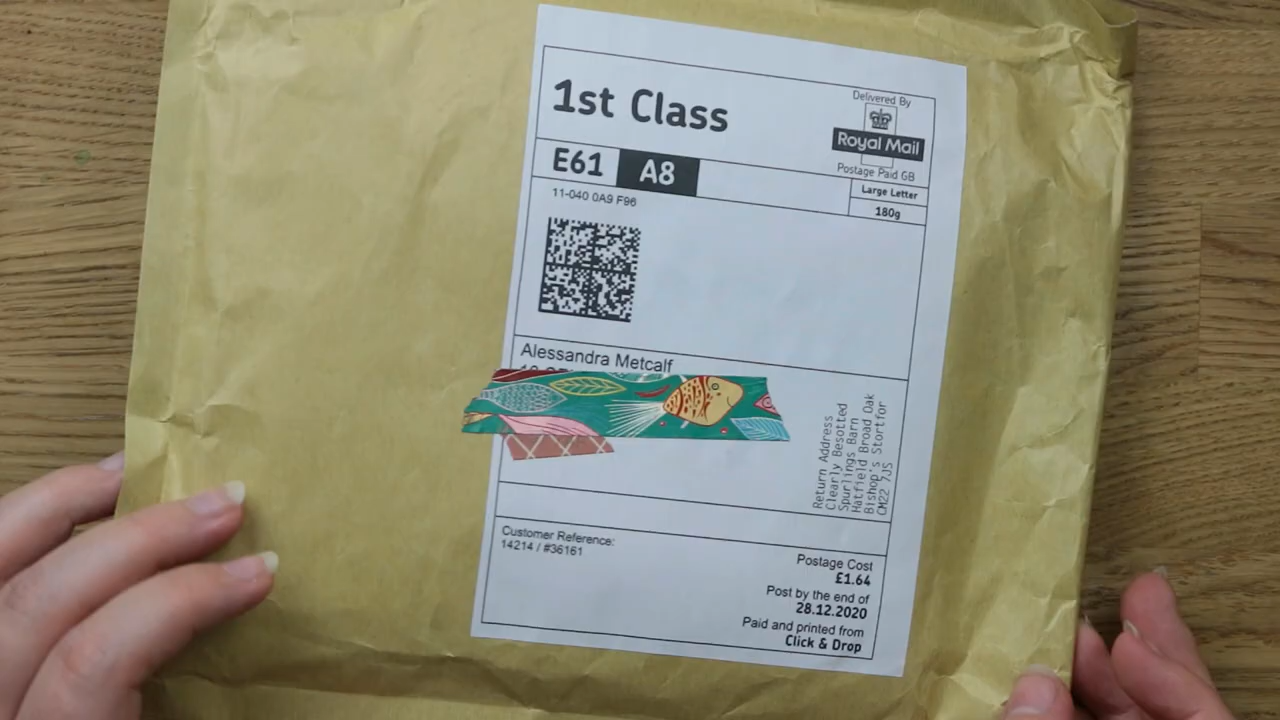 1st Class
Delivered By
Royal Mail
Postage Paid GB
E61 A8
Large Letter
180g
11-040 0A9 F96
Alessandra Metcalf
Return Address
Clearly Besotted
Spurlings Barn
Hatfield Broad Oak
Bishop's Stortfor
CM22 7JS
Customer Reference:
14214 / #36161
Postage Cost
£1.64
Post by the end of
28.12.2020
Paid and printed from
Click & Drop